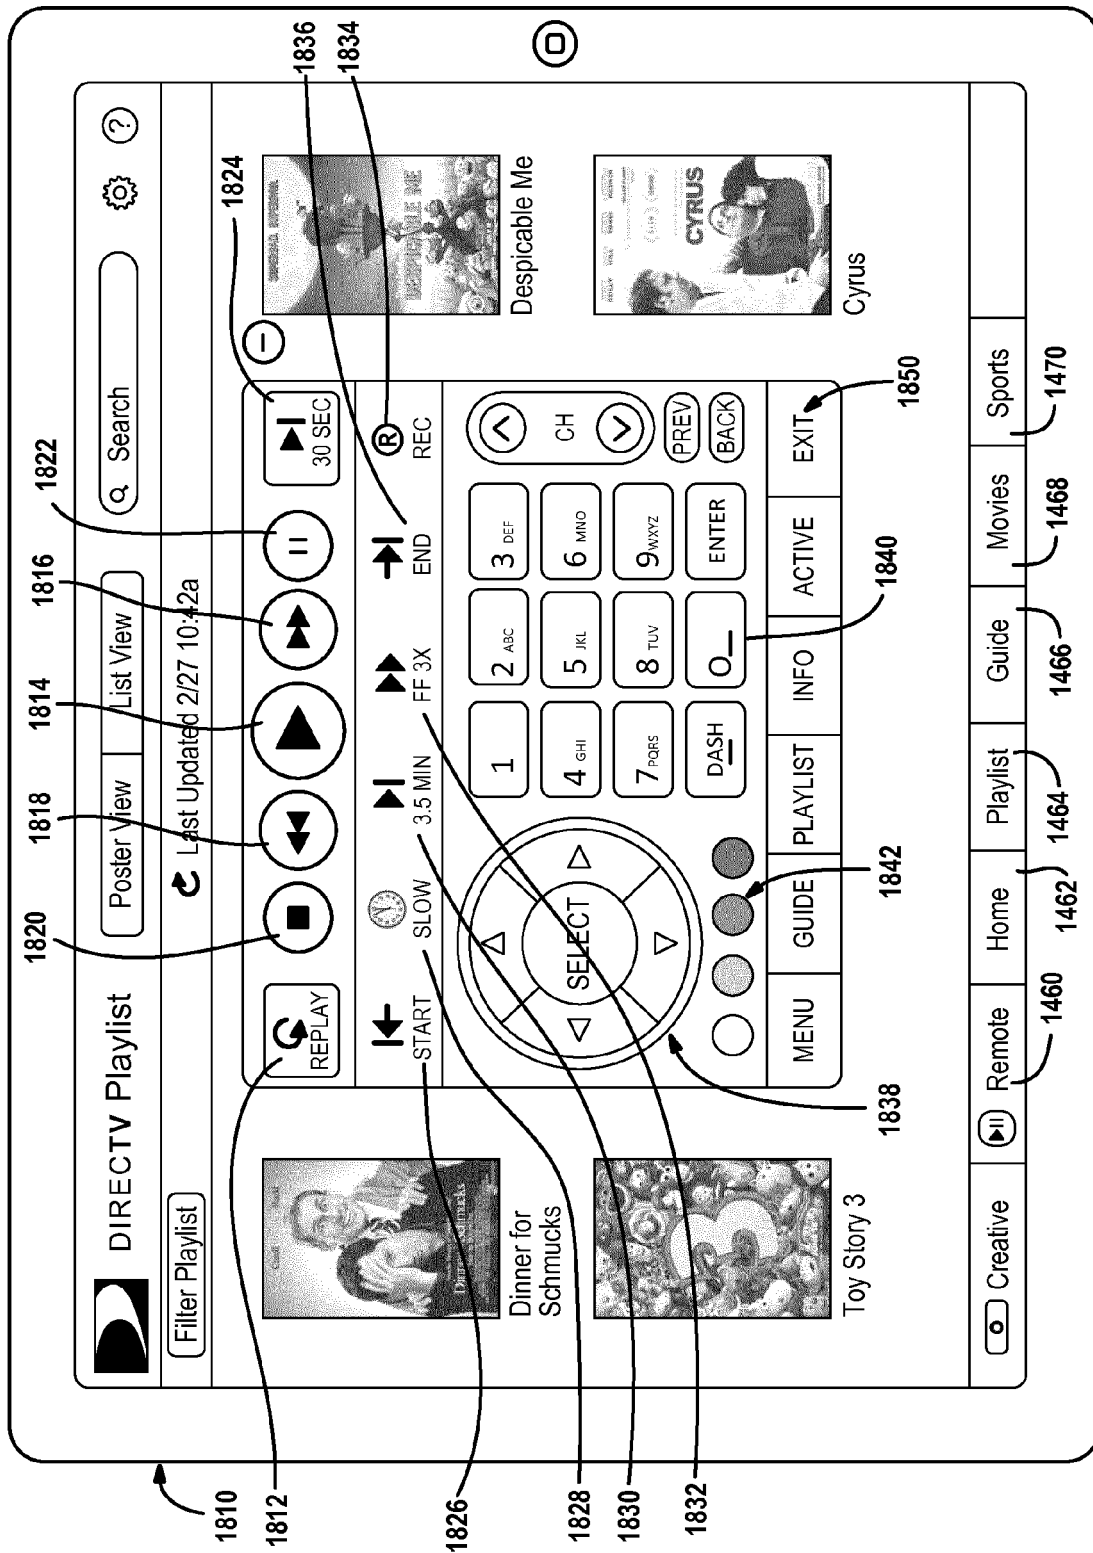 1820
1818
1814
1816
1822
DIRECTV Playlist
Poster View
List View
Search
?
Filter Playlist
Last Updated 2/27 10:42a
1824
1836
1834
REPLAY
30 SEC
START
SLOW
3.5 MIN
FF 3X
END
R
REC
Dinner for
Schmucks
DESPICABLE ME
Despicable Me
SELECT
1
2 ABC
3 DEF
4 GHI
5 JKL
6 MNO
7PQRS
8 TUV
9WXYZ
DASH
0
ENTER
CH
PREV
BACK
Toy Story 3
CYRUS
Cyrus
MENU
GUIDE
PLAYLIST
INFO
ACTIVE
EXIT
1838
1842
1840
1850
Creative
Remote
Home
Playlist
Guide
Movies
Sports
1460
1462
1464
1466
1468
1470
1810
1812
1826
1828
1830
1832